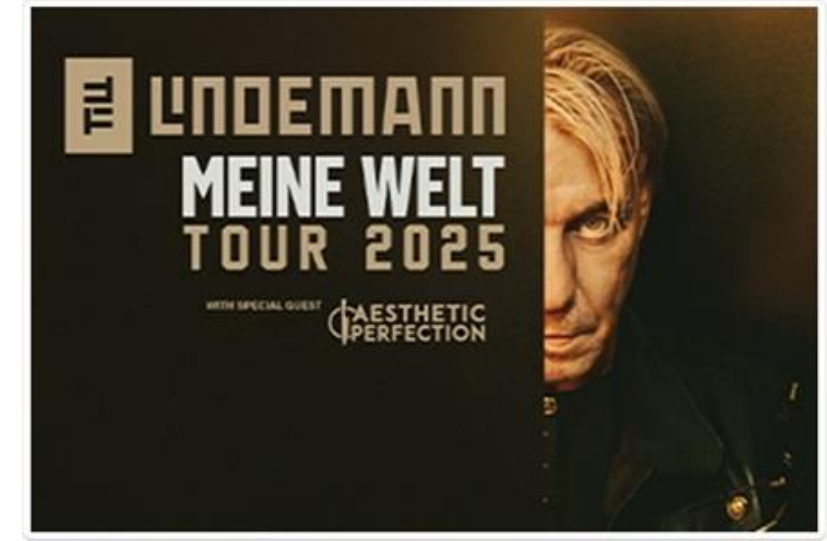 TILL
LINDEMANN
MEINE WELT
TOUR 2025
WITH SPECIAL GUEST
AESTHETIC
PERFECTION